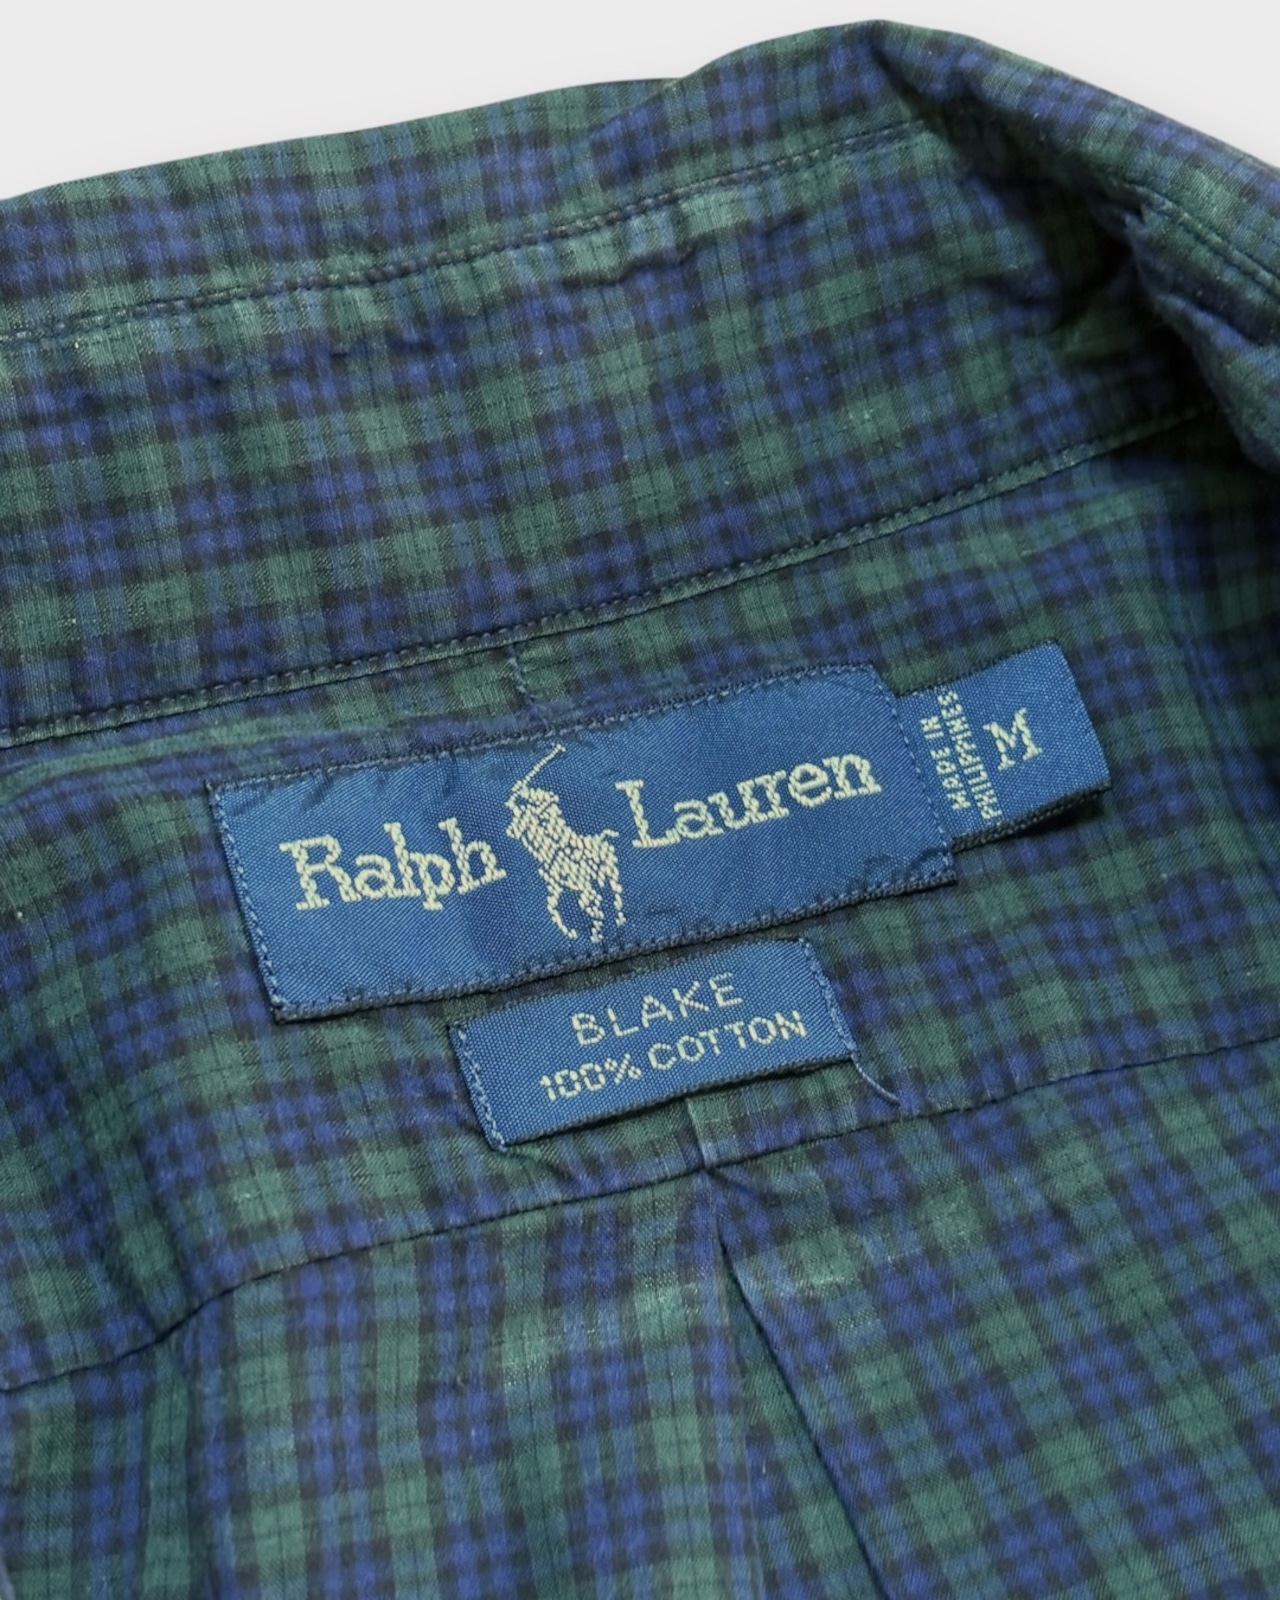 Ralph Lauren
MADE IN
PHILIPPINES
M
BLAKE
100% COTTON